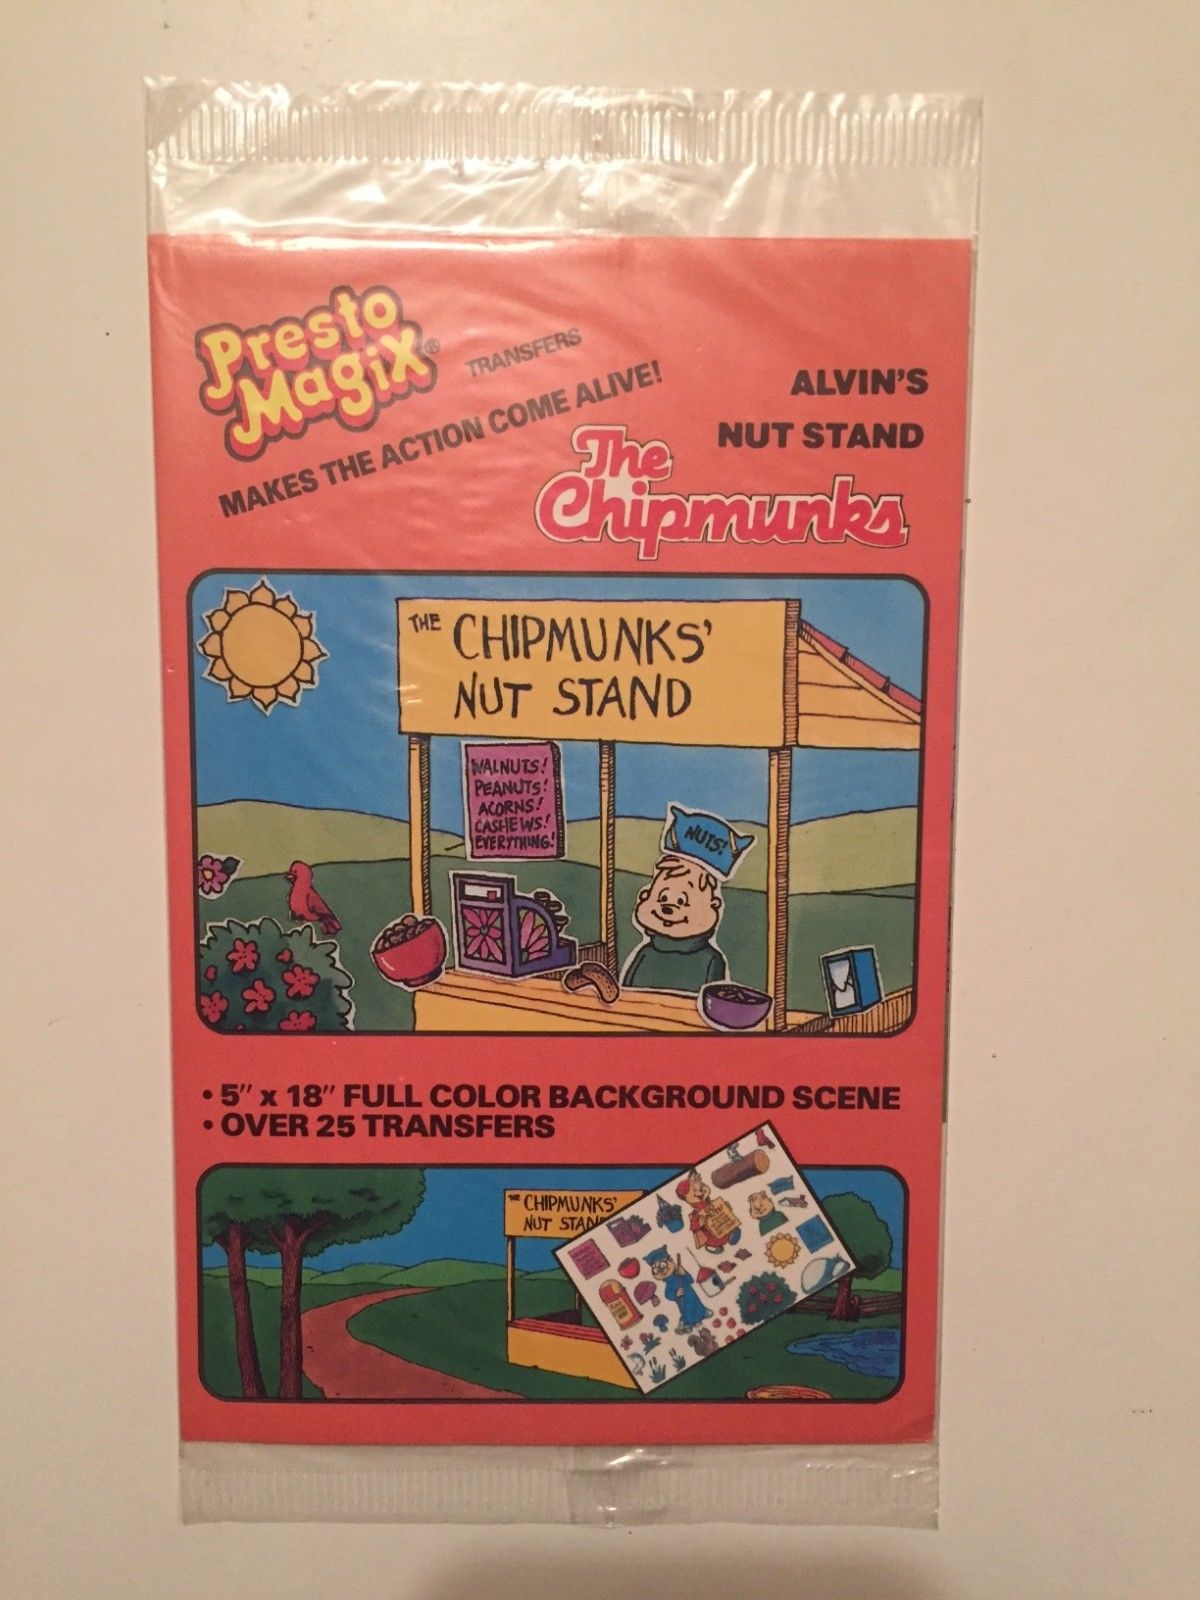 Presto
MagiX®
TRANSFERS
MAKES THE ACTION COME ALIVE!
ALVIN'S
NUT STAND
The
Chipmunks
THE CHIPMUNKS'
NUT STAND
WALNUTS!
PEANUTS!
ACORNS!
CASHEWS!
EVERYTHING!
NUTS!
• 5" x 18" FULL COLOR BACKGROUND SCENE
• OVER 25 TRANSFERS
THE CHIPMUNKS'
NUT STAND